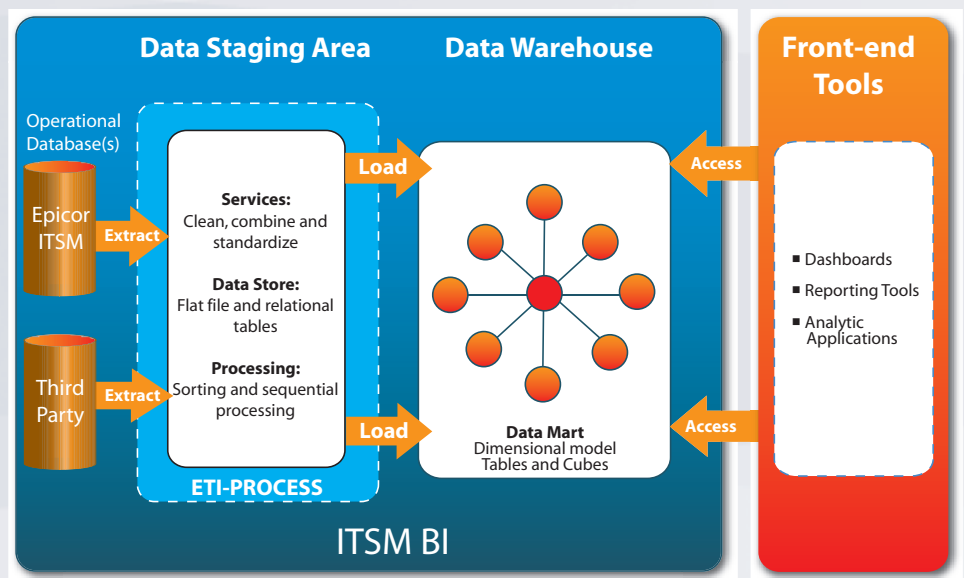 Data Staging Area
Data Warehouse
Front-end
Tools
Operational
Database(s)
Epicor
ITSM
Extract
Third
Party
Extract
Services:
Clean, combine and
standardize
Data Store:
Flat file and relational
tables
Processing:
Sorting and sequential
processing
ETI-PROCESS
Load
Load
Data Mart
Dimensional model
Tables and Cubes
Access
Access
▪ Dashboards
▪ Reporting Tools
▪ Analytic
Applications
ITSM BI